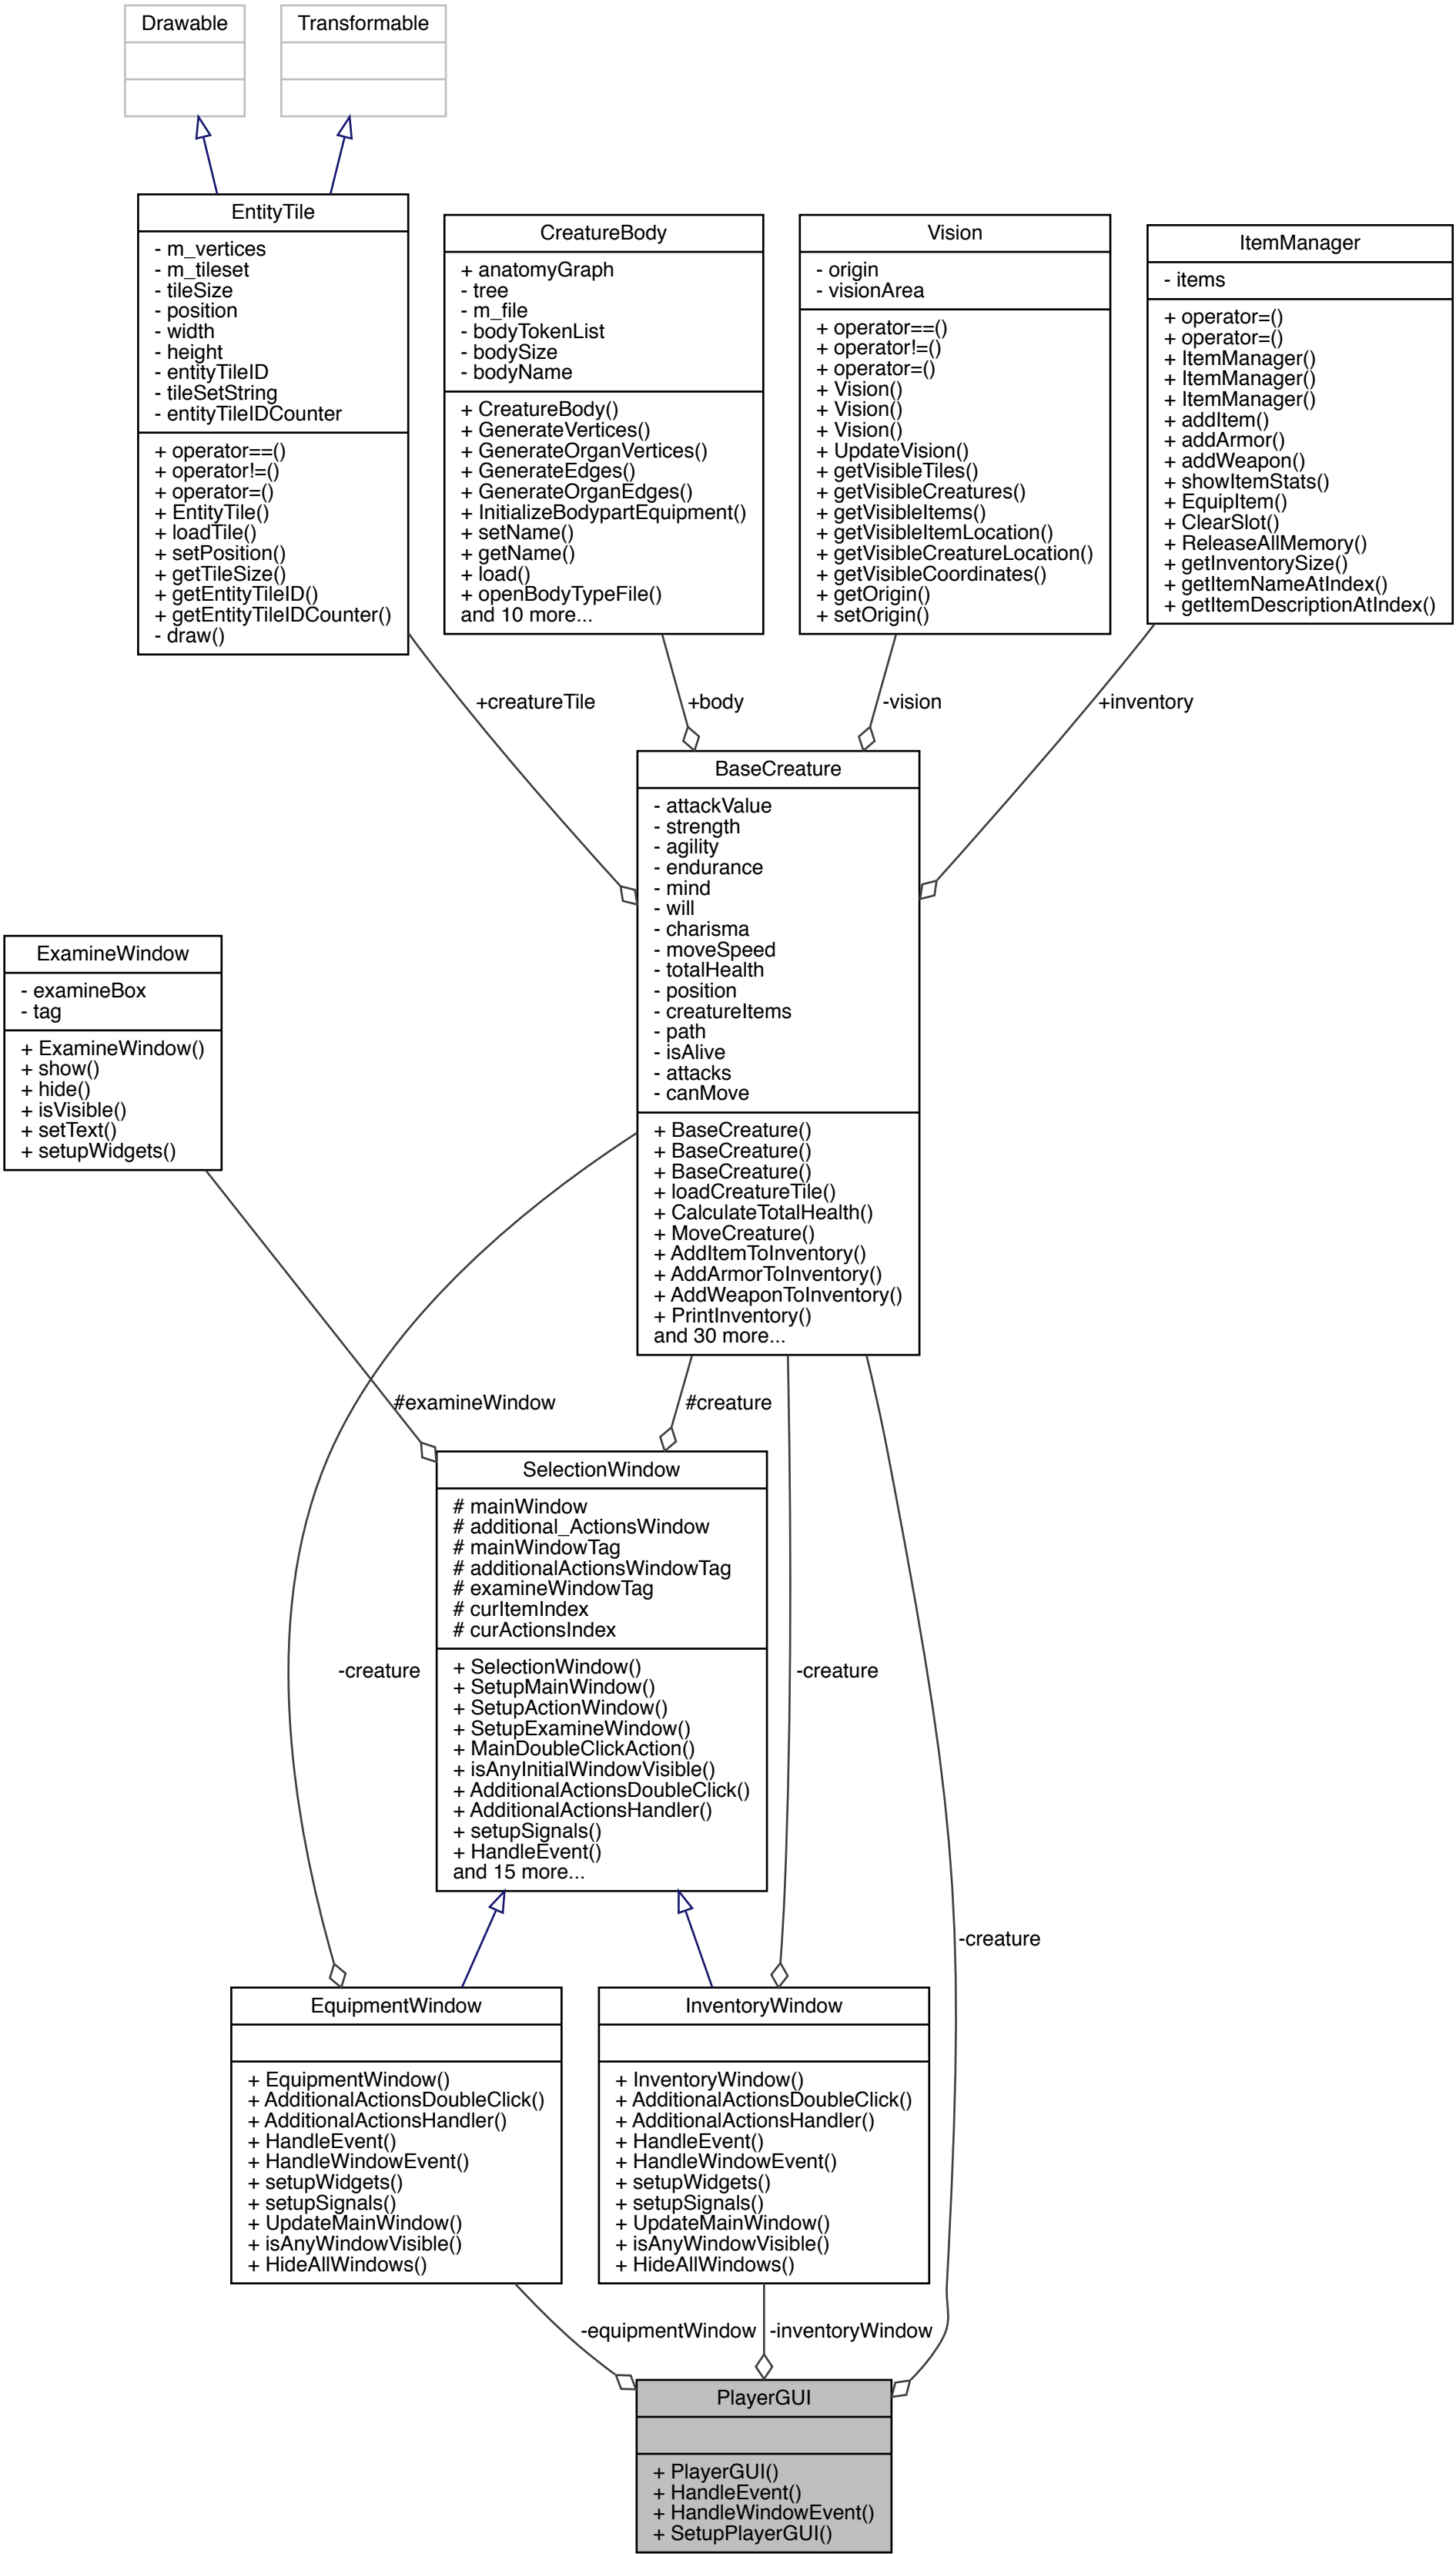 Drawable
Transformable
EntityTile
- m_vertices
- m_tileset
- tileSize
- position
- width
- height
- entityTileID
- tileSetString
- entityTileIDCounter
+ operator==()
+ operator!=()
+ operator=()
+ EntityTile()
+ loadTile()
+ setPosition()
+ getTileSize()
+ getEntityTileID()
+ getEntityTileIDCounter()
- draw()
CreatureBody
+ anatomyGraph
- tree
- m_file
- bodyTokenList
- bodySize
- bodyName
+ CreatureBody()
+ GenerateVertices()
+ GenerateOrganVertices()
+ GenerateEdges()
+ GenerateOrganEdges()
+ InitializeBodypartEquipment()
+ setName()
+ getName()
+ load()
+ openBodyTypeFile()
and 10 more...
Vision
- origin
- visionArea
+ operator==()
+ operator!=()
+ operator=()
+ Vision()
+ Vision()
+ Vision()
+ UpdateVision()
+ getVisibleTiles()
+ getVisibleCreatures()
+ getVisibleItems()
+ getVisibleItemLocation()
+ getVisibleCreatureLocation()
+ getVisibleCoordinates()
+ getOrigin()
+ setOrigin()
ItemManager
- items
+ operator=()
+ operator=()
+ ItemManager()
+ ItemManager()
+ ItemManager()
+ addItem()
+ addArmor()
+ addWeapon()
+ showItemStats()
+ EquipItem()
+ ClearSlot()
+ ReleaseAllMemory()
+ getInventorySize()
+ getItemNameAtIndex()
+ getItemDescriptionAtIndex()
+creatureTile
+body
-vision
+inventory
BaseCreature
- attackValue
- strength
- agility
- endurance
- mind
- will
- charisma
- moveSpeed
- totalHealth
- position
- creatureItems
- path
- isAlive
- attacks
- canMove
+ BaseCreature()
+ BaseCreature()
+ BaseCreature()
+ loadCreatureTile()
+ CalculateTotalHealth()
+ MoveCreature()
+ AddItemToInventory()
+ AddArmorToInventory()
+ AddWeaponToInventory()
+ PrintInventory()
and 30 more...
ExamineWindow
- examineBox
- tag
+ ExamineWindow()
+ show()
+ hide()
+ isVisible()
+ setText()
+ setupWidgets()
#examineWindow
#creature
SelectionWindow
# mainWindow
# additional_ActionsWindow
# mainWindowTag
# additionalActionsWindowTag
# examineWindowTag
# curItemIndex
# curActionsIndex
+ SelectionWindow()
+ SetupMainWindow()
+ SetupActionWindow()
+ SetupExamineWindow()
+ MainDoubleClickAction()
+ isAnyInitialWindowVisible()
+ AdditionalActionsDoubleClick()
+ AdditionalActionsHandler()
+ setupSignals()
+ HandleEvent()
and 15 more...
-creature
-creature
-creature
EquipmentWindow
+ EquipmentWindow()
+ AdditionalActionsDoubleClick()
+ AdditionalActionsHandler()
+ HandleEvent()
+ HandleWindowEvent()
+ setupWidgets()
+ setupSignals()
+ UpdateMainWindow()
+ isAnyWindowVisible()
+ HideAllWindows()
InventoryWindow
+ InventoryWindow()
+ AdditionalActionsDoubleClick()
+ AdditionalActionsHandler()
+ HandleEvent()
+ HandleWindowEvent()
+ setupWidgets()
+ setupSignals()
+ UpdateMainWindow()
+ isAnyWindowVisible()
+ HideAllWindows()
-equipmentWindow
-inventoryWindow
PlayerGUI
+ PlayerGUI()
+ HandleEvent()
+ HandleWindowEvent()
+ SetupPlayerGUI()